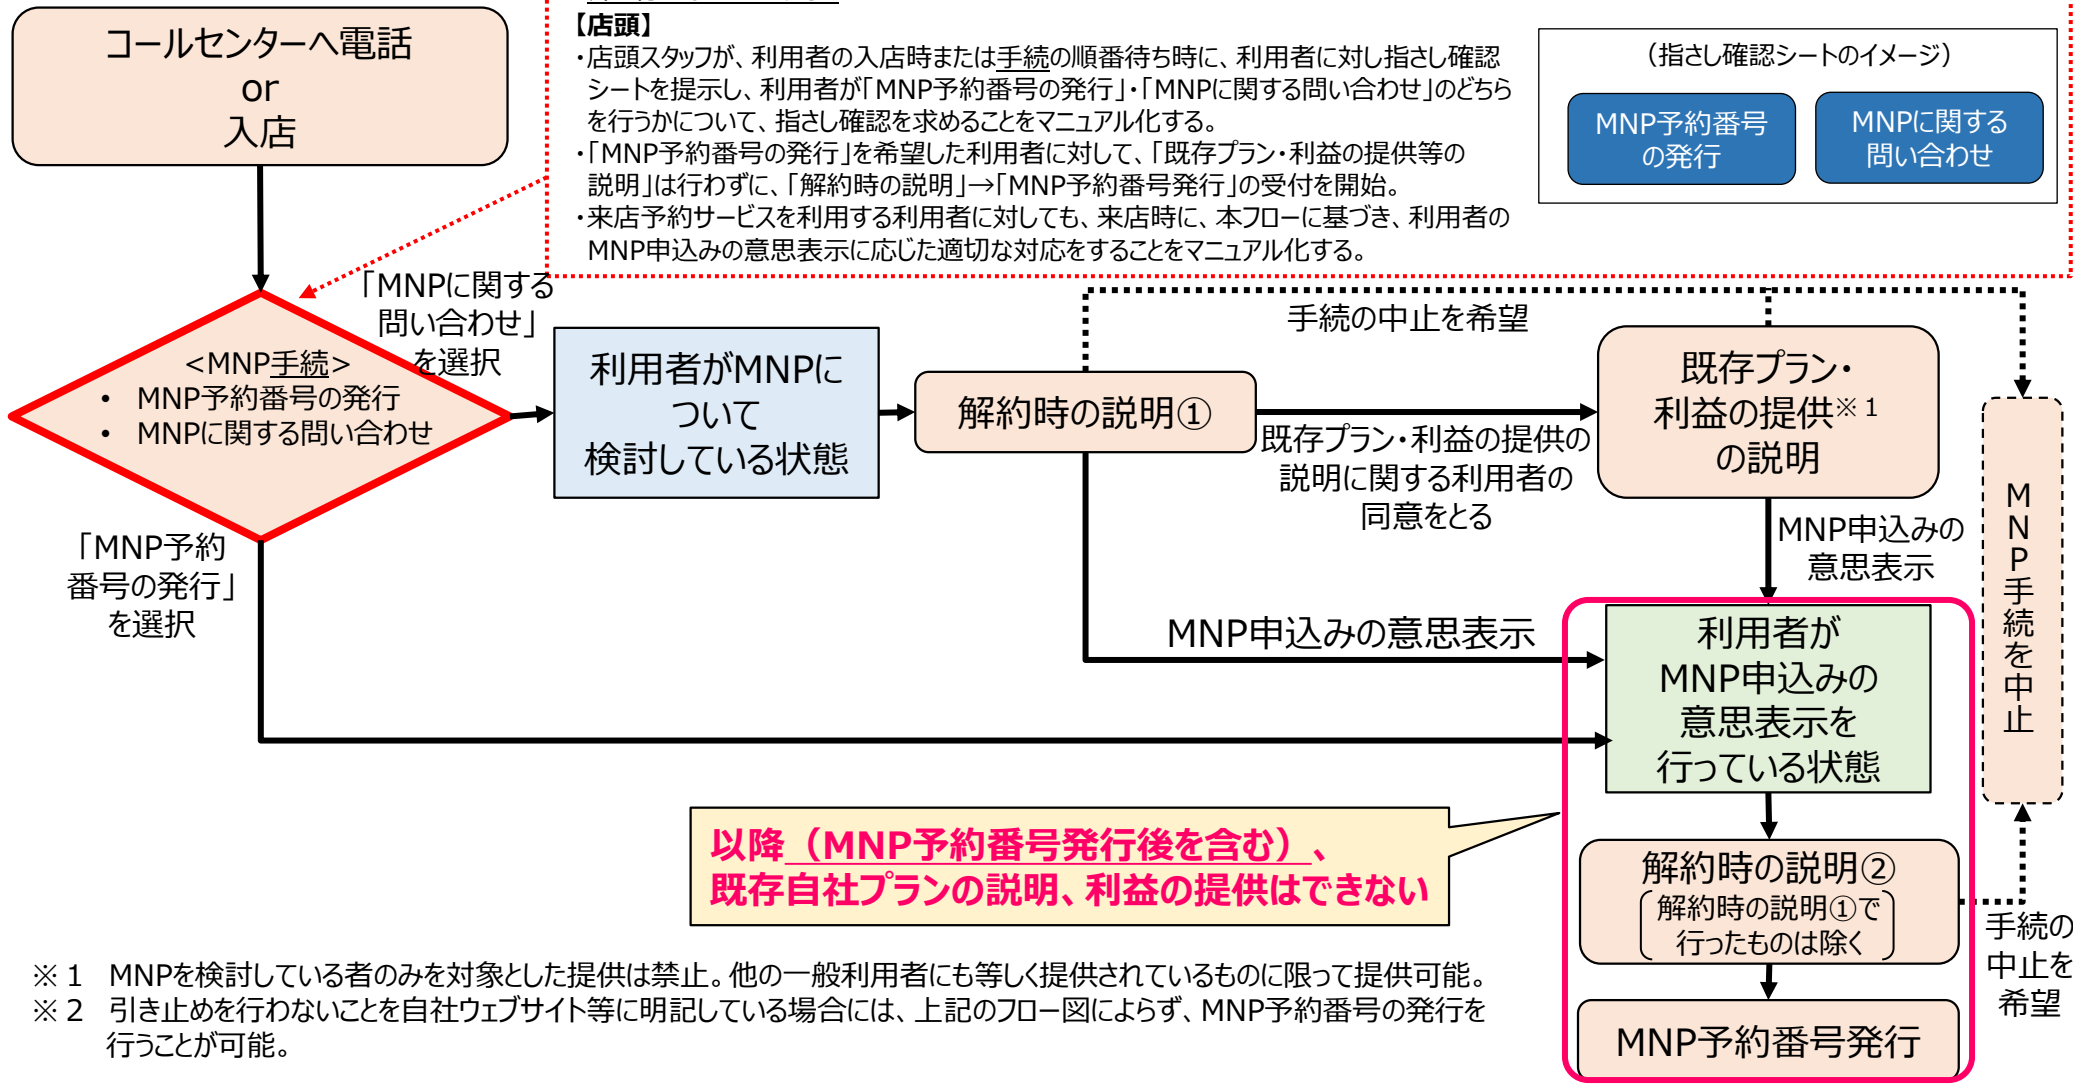 コールセンターへ電話
or
入店
【店頭】
・店頭スタッフが、利用者の入店時または手続の順番待ち時に、利用者に対し指さし確認
シートを提示し、利用者が「MNP予約番号の発行」・「MNPに関する問い合わせ」のどちら
を行うかについて、指さし確認を求めることをマニュアル化する。
・「MNP予約番号の発行」を希望した利用者に対して、「既存プラン・利益の提供等の
説明」は行わずに、「解約時の説明」→「MNP予約番号発行」の受付を開始。
・来店予約サービスを利用する利用者に対しても、来店時に、本フローに基づき、利用者の
MNP申込みの意思表示に応じた適切な対応をすることをマニュアル化する。
（指さし確認シートのイメージ）
MNP予約番号
の発行
MNPに関する
問い合わせ
「MNPに関する
問い合わせ」
を選択
<MNP手続>
• MNP予約番号の発行
• MNPに関する問い合わせ
利用者がMNPに
ついて
検討している状態
解約時の説明①
手続の中止を希望
既存プラン・利益の提供の
説明に関する利用者の
同意をとる
既存プラン・
利益の提供※１
の説明
MNP手続を中止
「MNP予約
番号の発行」
を選択
MNP申込みの
意思表示
MNP申込みの意思表示
利用者が
MNP申込みの
意思表示を
行っている状態
以降（MNP予約番号発行後を含む）、
既存自社プランの説明、利益の提供はできない
解約時の説明②
解約時の説明①で
行ったものは除く
手続の
中止を
希望
MNP予約番号発行
※１　MNPを検討している者のみを対象とした提供は禁止。他の一般利用者にも等しく提供されているものに限って提供可能。
※２　引き止めを行わないことを自社ウェブサイト等に明記している場合には、上記のフロー図によらず、MNP予約番号の発行を
行うことが可能。